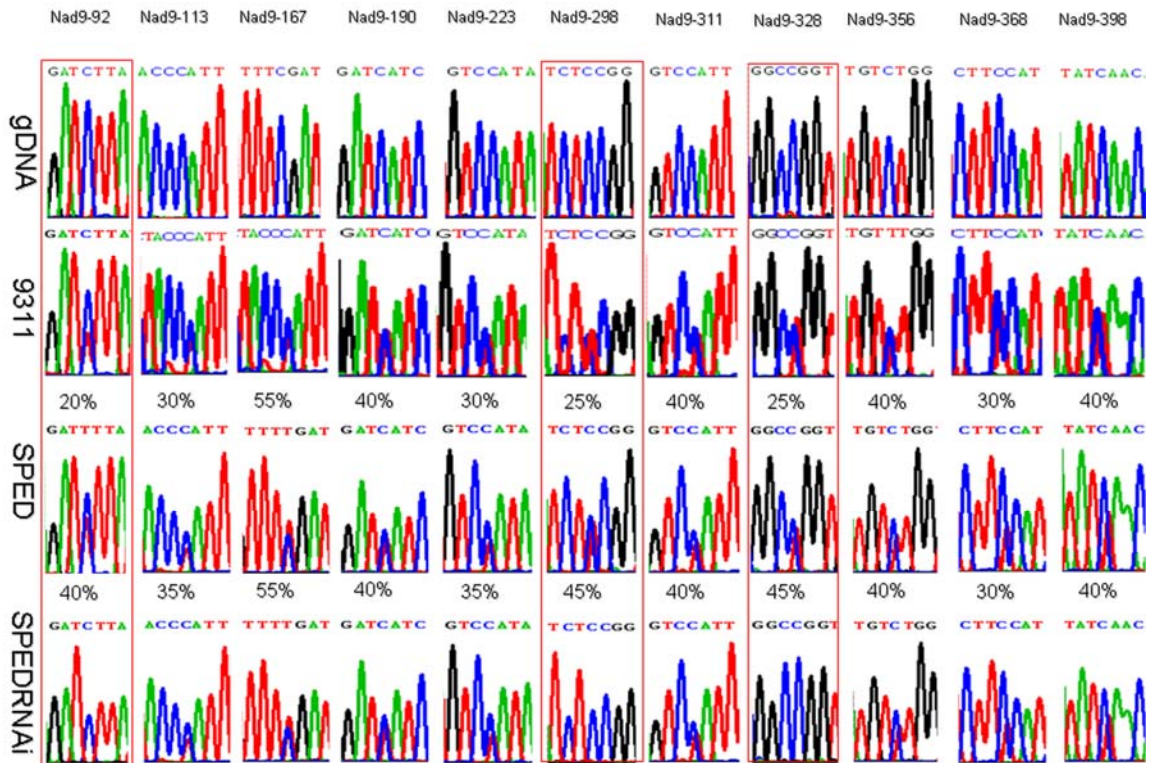 Nad9-92 Nad9-113 Nad9-167 Nad9-190 Nad9-223 Nad9-298 Nad9-311 Nad9-328 Nad9-356 Nad9-368 Nad9-398
gDNA
GATCTTA ACCCATT TTTCGAT GATCATC GTCCATA TCTCCGG GTCCATT GGCCGGT TGTCTGG CTTCCAT TATCAAC
9311
GATCTTA TACCCATT TACCCATT GATCATC GTCCATA TCTCCGG GTCCATT GGCCGGT TGTTTGG CTTCCAT TATCAAC
20% 30% 55% 40% 30% 25% 40% 25% 40% 30% 40%
SPED
GATTTTA ACCCATT TTTTGAT GATCATC GTCCATA TCTCCGG GTCCATT GGCCGGT TGTCTGG CTTCCAT TATCAAC
40% 35% 55% 40% 35% 45% 40% 45% 40% 30% 40%
SPEDRNAi
GATCTTA ACCCATT TTTTGAT GATCATC GTCCATA TCTCCGG GTCCATT GGCCGGT TGTCTGG CTTCCAT TATCAAC